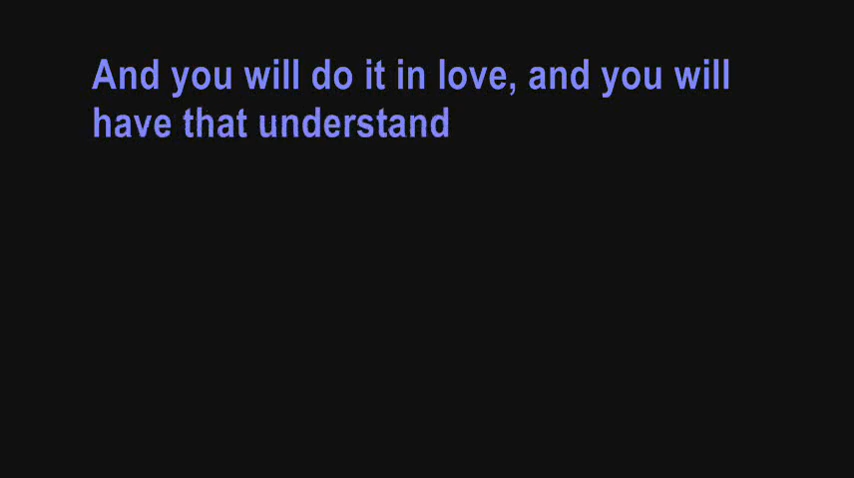 And you will do it in love, and you will
have that understand